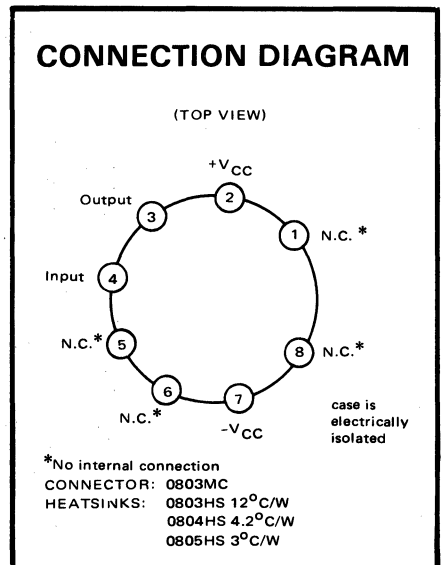 CONNECTION DIAGRAM
(TOP VIEW)
+VCC
2
Output
3
1
N.C. *
Input
4
N.C.*
5
8
N.C.*
6
N.C.*
7
-VCC
case is
electrically
isolated
*No internal connection
CONNECTOR: 0803MC
HEATSINKS: 0803HS 12°C/W
0804HS 4.2°C/W
0805HS 3°C/W